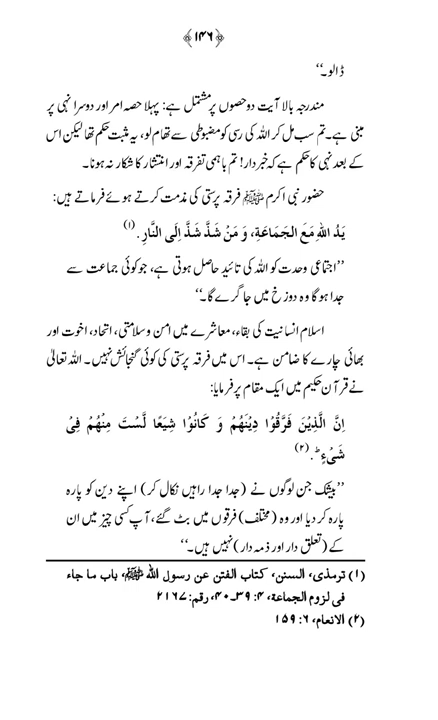 ﴿۱۴۶﴾
ڈالو۔‘‘
مندرجہ بالا آیت دو حصوں پر مشتمل ہے: پہلا حصہ امر اور دوسرا نہی پر
مبنی ہے۔ تم سب مل کر اللہ کی رسی کو مضبوطی سے تھام لو، یہ مثبت حکم تھا لیکن اس
کے بعد نہی کا حکم ہے کہ خبردار! تم باہمی تفرقہ اور انتشار کا شکار نہ ہونا۔
حضور نبی اکرم ﷺ فرقہ پرستی کی مذمت کرتے ہوئے فرماتے ہیں:
يَدُ اللهِ مَعَ الْجَمَاعَةِ، وَ مَنْ شَذَّ شَذَّ اِلَی النَّارِ۔ (۱)
’’اجتماعی وحدت کو اللہ کی تائید حاصل ہوتی ہے، جو کوئی جماعت سے
جدا ہو گا وہ دوزخ میں جا گرے گا۔‘‘
اسلام انسانیت کی بقاء، معاشرے میں امن و سلامتی، اتحاد، اخوت اور
بھائی چارے کا ضامن ہے۔ اس میں فرقہ پرستی کی کوئی گنجائش نہیں۔ اللہ تعالیٰ
نے قرآن حکیم میں ایک مقام پر فرمایا:
اِنَّ الَّذِيْنَ فَرَّقُوْا دِيْنَهُمْ وَ كَانُوْا شِيَعًا لَّسْتَ مِنْهُمْ فِیْ
شَیْءٍ ؕ۔ (۲)
’’بیشک جن لوگوں نے (جدا جدا راہیں نکال کر) اپنے دین کو پارہ
پارہ کر دیا اور وہ (مختلف) فرقوں میں بٹ گئے، آپ کسی چیز میں ان
کے (تعلق دار اور ذمہ دار) نہیں ہیں۔‘‘
(۱) ترمذی، السنن، کتاب الفتن عن رسول اللہ ﷺ، باب ما جاء
فی لزوم الجماعة، ۴: ۳۹۔۴۰، رقم: ۲۱۶۷
(۲) الانعام، ۶: ۱۵۹